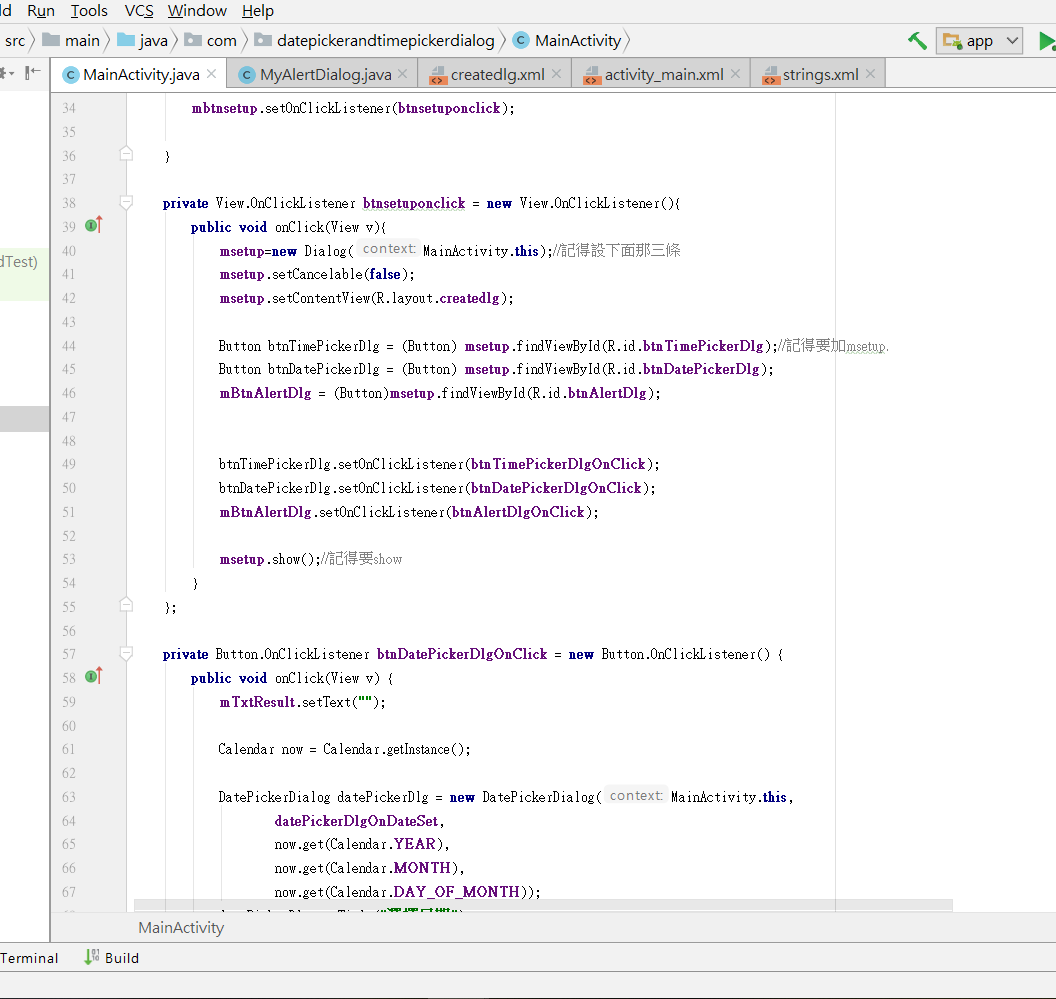 ld Run Tools VCS Window Help
src main java com datepickerandtimepickerdialog MainActivity app
MainActivity.java MyAlertDialog.java createdlg.xml activity_main.xml strings.xml
34 mbtnsetup.setOnClickListener(btnsetuponclick);
35
36 }
37
38 private View.OnClickListener btnsetuponclick = new View.OnClickListener(){
39 public void onClick(View v){
dTest)
40 msetup=new Dialog( context: MainActivity.this);//記得設下面那三條
41 msetup.setCancelable(false);
42 msetup.setContentView(R.layout.createdlg);
43
44 Button btnTimePickerDlg = (Button) msetup.findViewById(R.id.btnTimePickerDlg);//記得要加msetup.
45 Button btnDatePickerDlg = (Button) msetup.findViewById(R.id.btnDatePickerDlg);
46 mBtnAlertDlg = (Button)msetup.findViewById(R.id.btnAlertDlg);
47
48
49 btnTimePickerDlg.setOnClickListener(btnTimePickerDlgOnClick);
50 btnDatePickerDlg.setOnClickListener(btnDatePickerDlgOnClick);
51 mBtnAlertDlg.setOnClickListener(btnAlertDlgOnClick);
52
53 msetup.show();//記得要show
54 }
55 };
56
57 private Button.OnClickListener btnDatePickerDlgOnClick = new Button.OnClickListener() {
58 public void onClick(View v) {
59 mTxtResult.setText("");
60
61 Calendar now = Calendar.getInstance();
62
63 DatePickerDialog datePickerDlg = new DatePickerDialog( context: MainActivity.this,
64 datePickerDlgOnDateSet,
65 now.get(Calendar.YEAR),
66 now.get(Calendar.MONTH),
67 now.get(Calendar.DAY_OF_MONTH));
MainActivity
Terminal Build